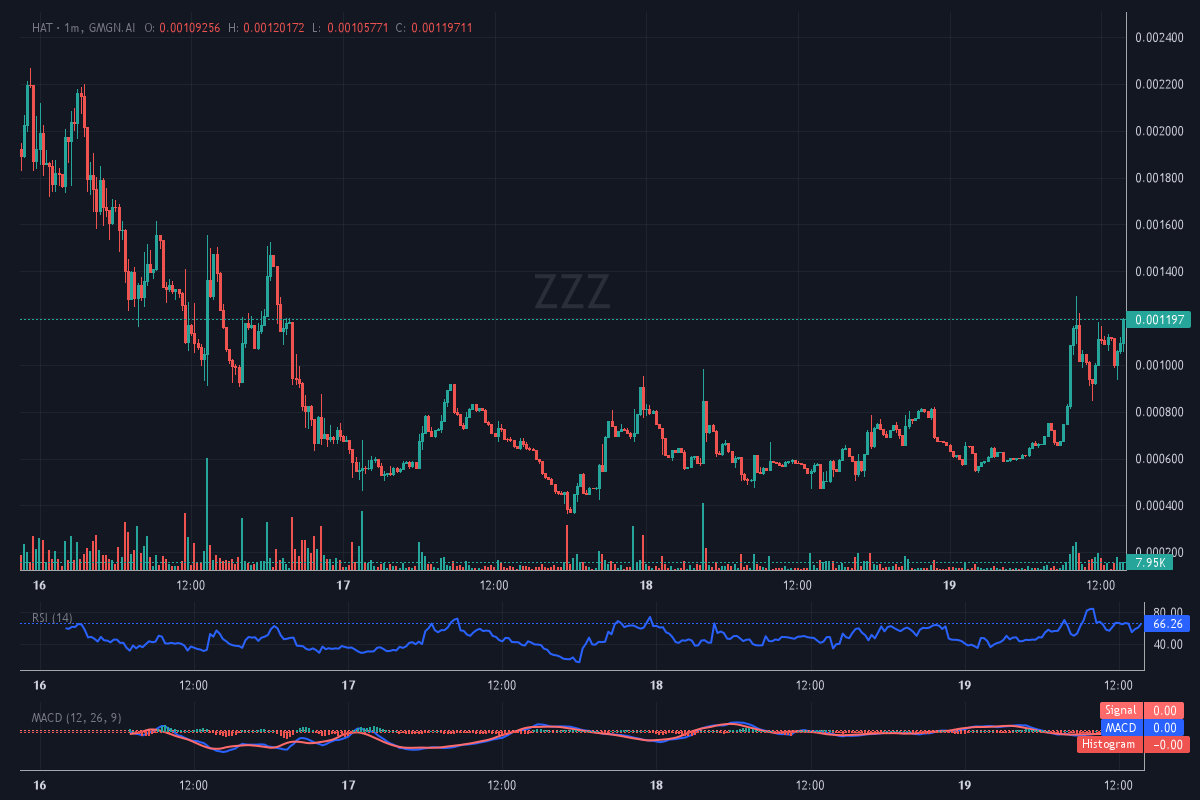 HAT · 1m, GMGN.AI O: 0.00109256 H: 0.00120172 L: 0.00105771 C: 0.00119711
0.002400
0.002200
0.002000
0.001800
0.001600
0.001400
ZZZ
0.001197
0.001000
0.000800
0.000600
0.000400
0.000200
7.95K
16 12:00 17 12:00 18 12:00 19 12:00
RSI (14)
80.00
66.26
40.00
16 12:00 17 12:00 18 12:00 19 12:00
MACD (12, 26, 9)
Signal 0.00
MACD 0.00
Histogram −0.00
16 12:00 17 12:00 18 12:00 19 12:00